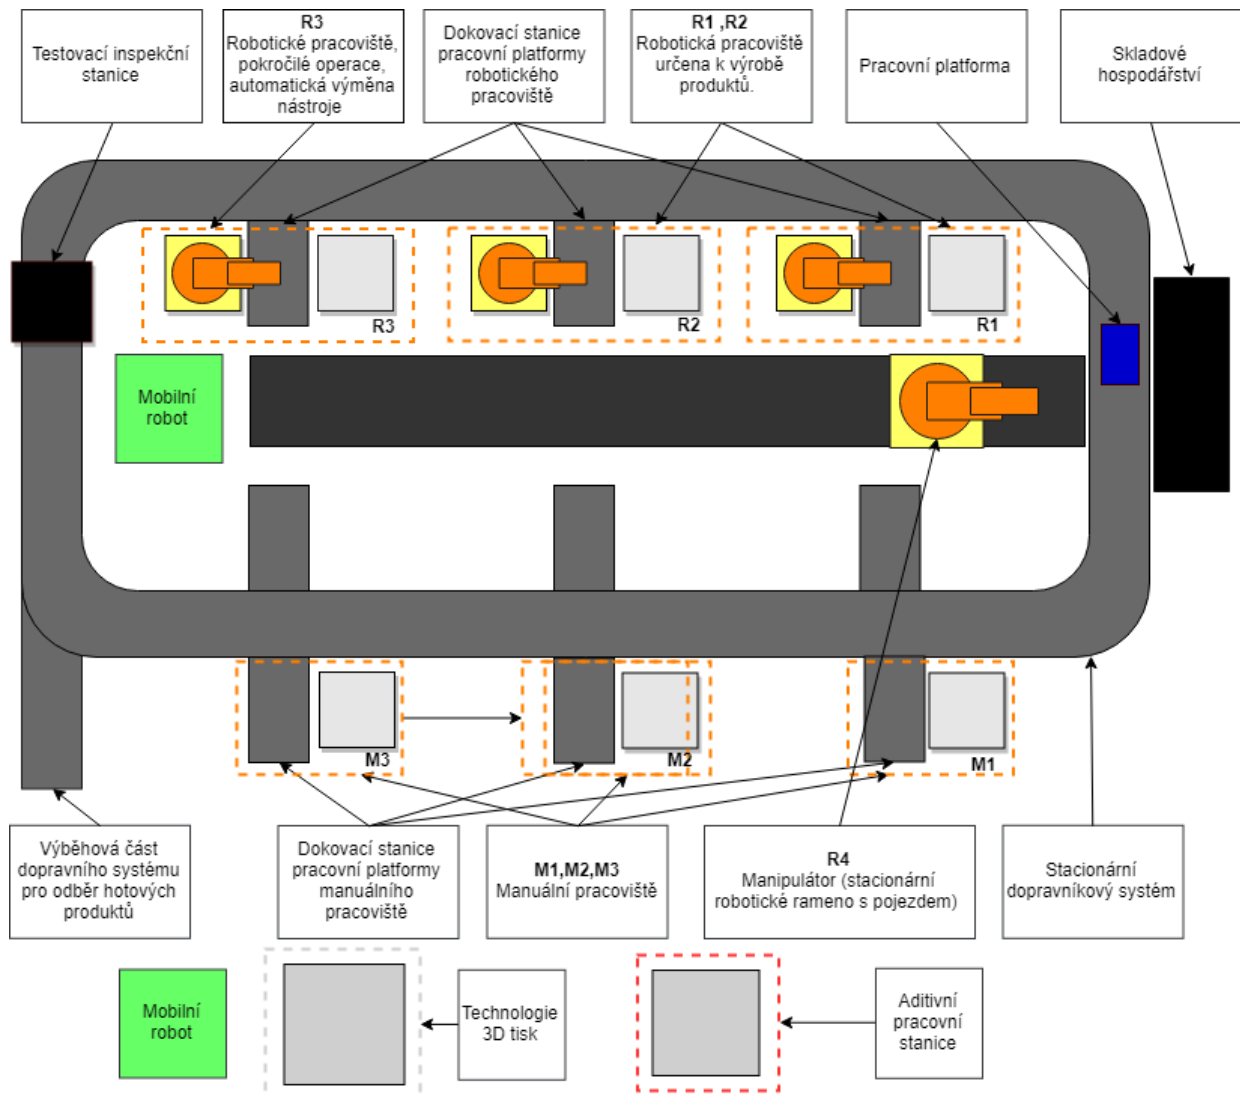 Testovací inspekční
stanice
R3
Robotické pracoviště,
pokročilé operace,
automatická výměna
nástroje
Dokovací stanice
pracovní platformy
robotického
pracoviště
R1 ,R2
Robotická pracoviště
určena k výrobě
produktů.
Pracovní platforma
Skladové
hospodářství
R3
R2
R1
Mobilní
robot
M3
M2
M1
Výběhová část
dopravního systému
pro odběr hotových
produktů
Dokovací stanice
pracovní platformy
manuálního
pracoviště
M1,M2,M3
Manuální pracoviště
R4
Manipulátor (stacionární
robotické rameno s pojezdem)
Stacionární
dopravníkový systém
Mobilní
robot
Technologie
3D tisk
Aditivní
pracovní
stanice